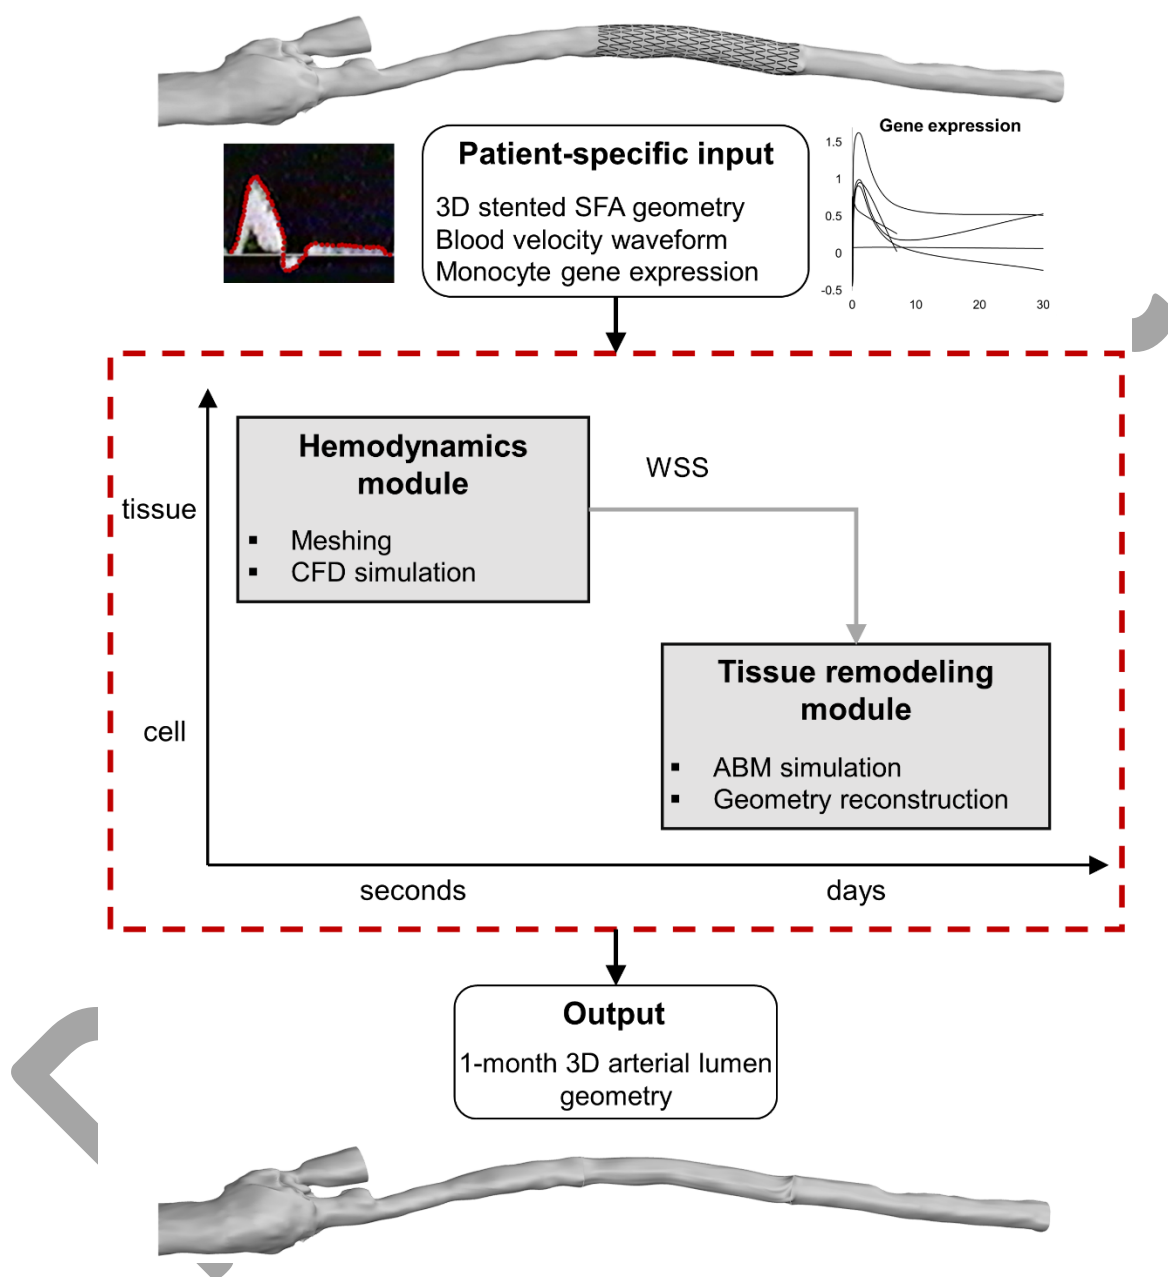 Patient-specific input
3D stented SFA geometry
Blood velocity waveform
Monocyte gene expression
Gene expression
1.5
1
0.5
0
-0.5
0
10
20
30
tissue
cell
Hemodynamics
module
▪ Meshing
▪ CFD simulation
WSS
Tissue remodeling
module
▪ ABM simulation
▪ Geometry reconstruction
seconds
days
Output
1-month 3D arterial lumen
geometry